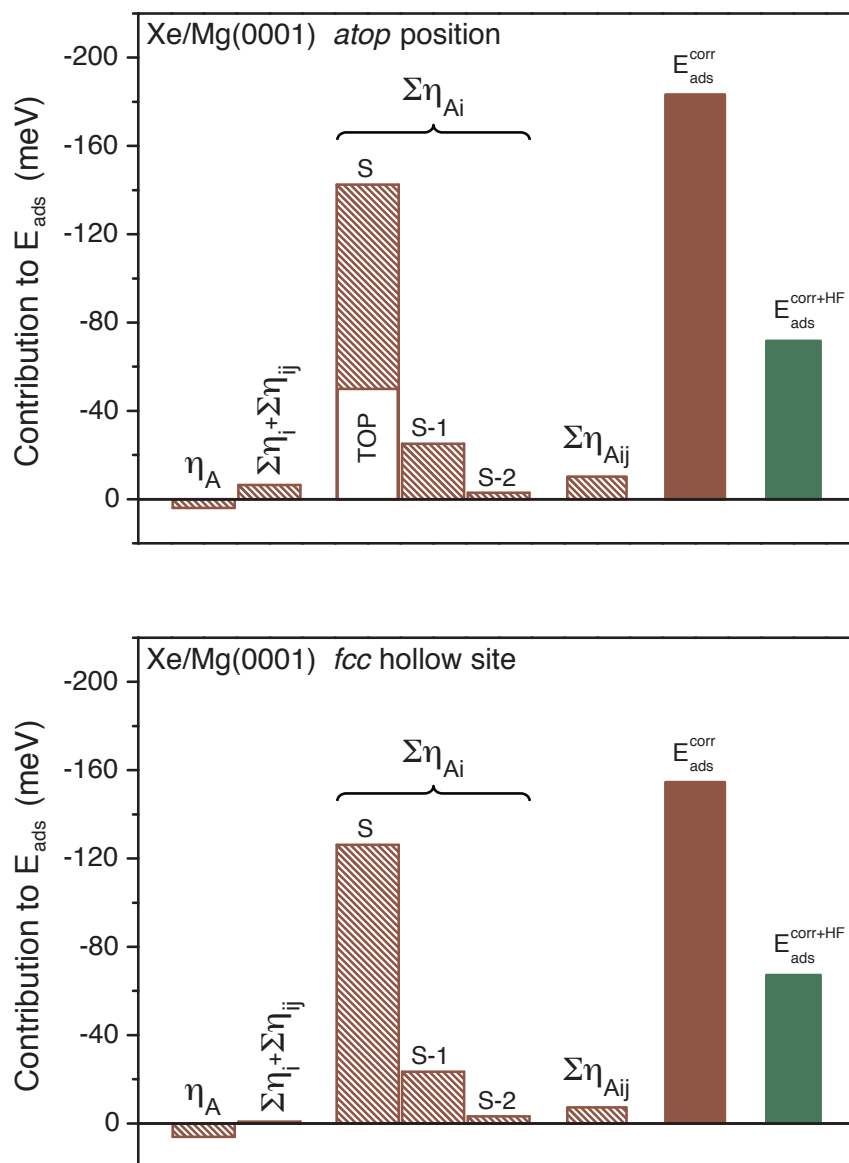 Xe/Mg(0001) atop position
Contribution to E_ads (meV)
-200
-160
-120
-80
-40
0
η_A
Ση_i+Ση_ij
Ση_Ai
S
TOP
S-1
S-2
Ση_Aij
E_ads^corr
E_ads^corr+HF
Xe/Mg(0001) fcc hollow site
Contribution to E_ads (meV)
-200
-160
-120
-80
-40
0
η_A
Ση_i+Ση_ij
Ση_Ai
S
S-1
S-2
Ση_Aij
E_ads^corr
E_ads^corr+HF